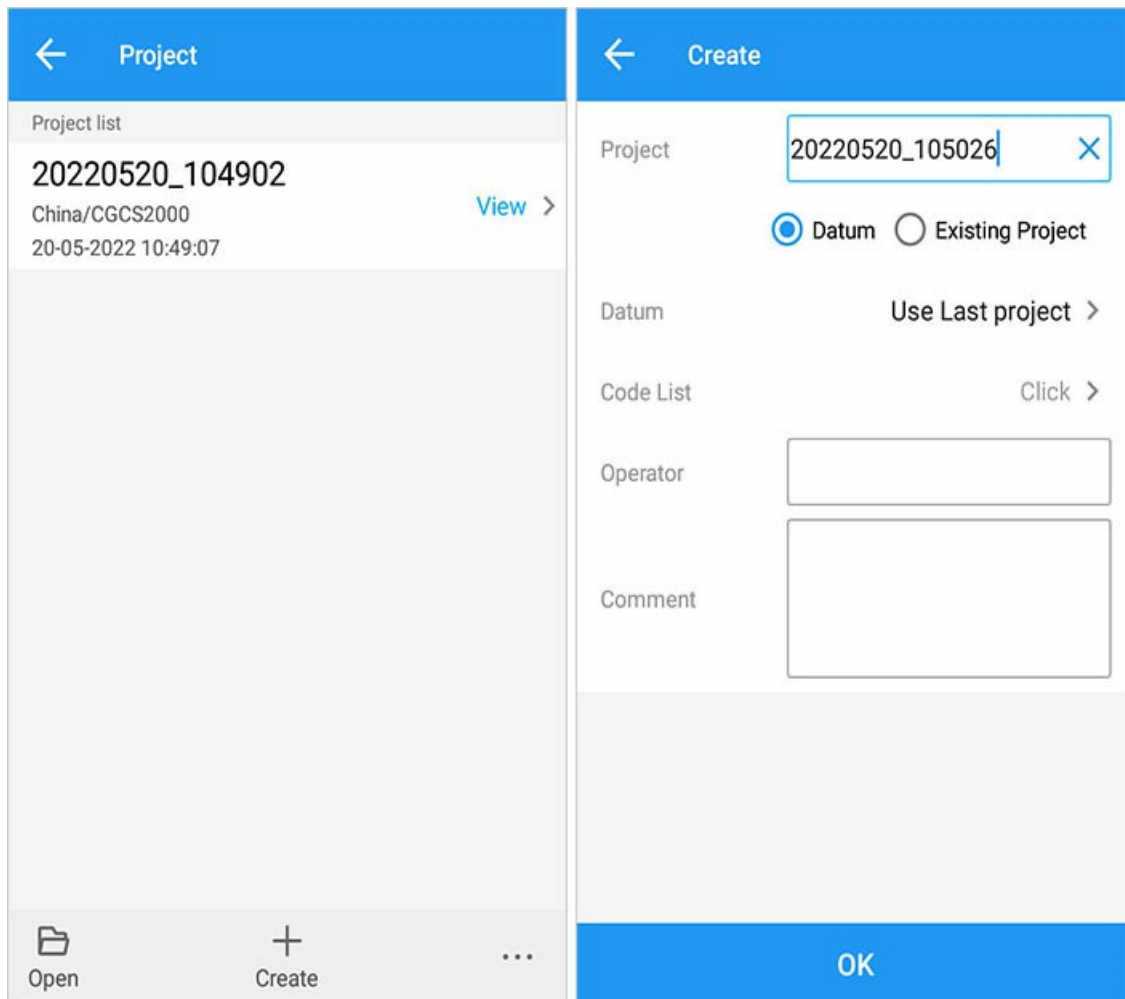 Project
Project list
20220520_104902
China/CGCS2000
View
20-05-2022 10:49:07
Open
Create
Create
Project
20220520_105026
Datum
Existing Project
Datum
Use Last project
Code List
Click
Operator
Comment
OK